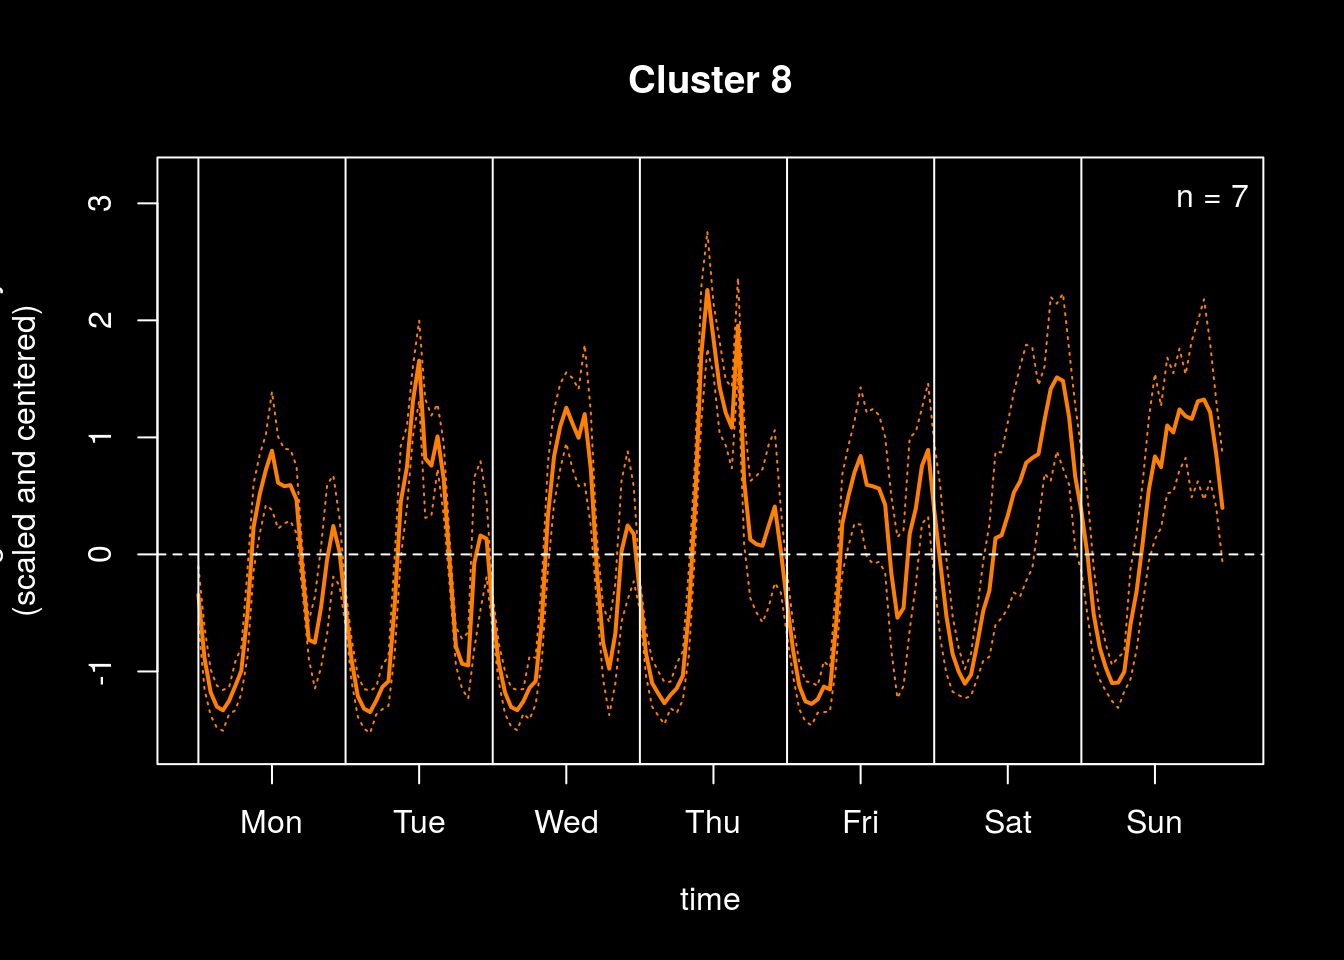 Cluster 8
n = 7
(scaled and centered)
3
2
1
0
-1
Mon Tue Wed Thu Fri Sat Sun
time